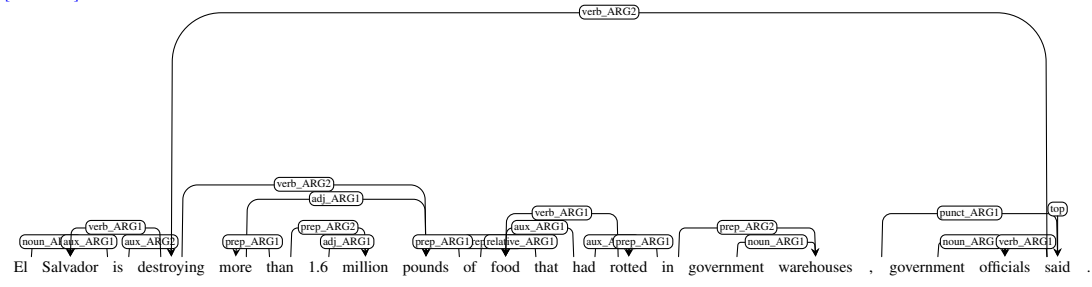 verb_ARG2
verb_ARG2
adj_ARG1
top
verb_ARG1
punct_ARG1
verb_ARG1 prep_ARG2 aux_ARG1 prep_ARG2
aux_ARG1 aux_ARG2 prep_ARG1 adj_ARG1 prep_ARG1 relative_ARG1 prep_ARG1 noun_ARG1 verb_ARG1
El Salvador is destroying more than 1.6 million pounds of food that had rotted in government warehouses , government officials said .